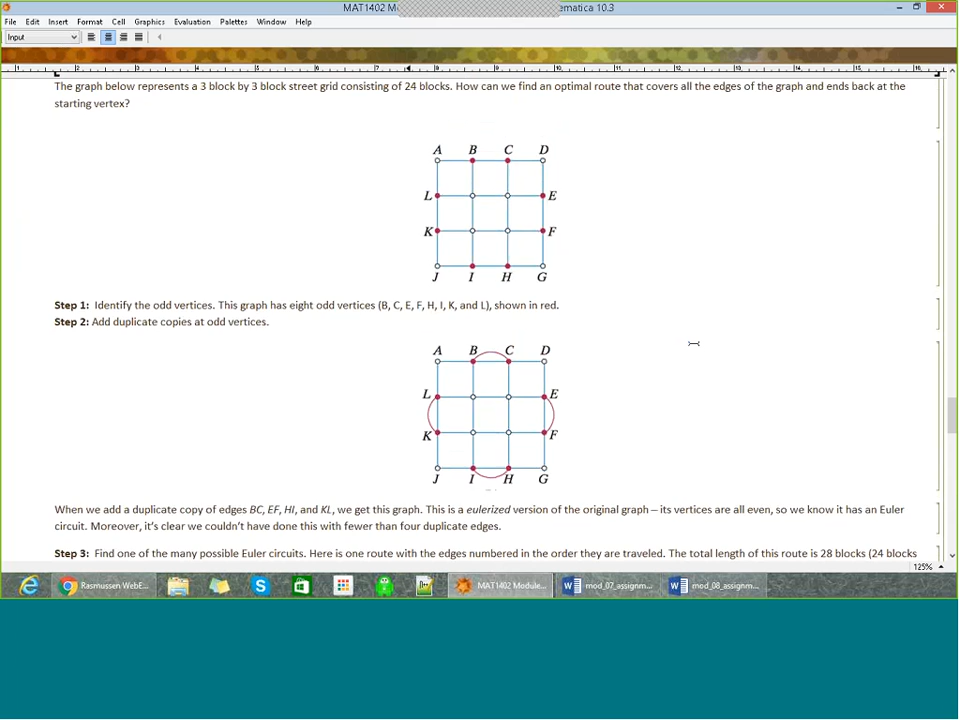 MAT1402 Mo
ematica 10.3
File Edit Insert Format Cell Graphics Evaluation Palettes Window Help
Input
The graph below represents a 3 block by 3 block street grid consisting of 24 blocks. How can we find an optimal route that covers all the edges of the graph and ends back at the
starting vertex?
A B C D
L E
K F
J I H G
Step 1: Identify the odd vertices. This graph has eight odd vertices (B, C, E, F, H, I, K, and L), shown in red.
Step 2: Add duplicate copies at odd vertices.
A B C D
L E
K F
J I H G
When we add a duplicate copy of edges BC, EF, HI, and KL, we get this graph. This is a eulerized version of the original graph – its vertices are all even, so we know it has an Euler
circuit. Moreover, it's clear we couldn't have done this with fewer than four duplicate edges.
Step 3: Find one of the many possible Euler circuits. Here is one route with the edges numbered in the order they are traveled. The total length of this route is 28 blocks (24 blocks
125%
Rasmussen WebE... MAT1402 Module... mod_07_assignm... mod_08_assignm...